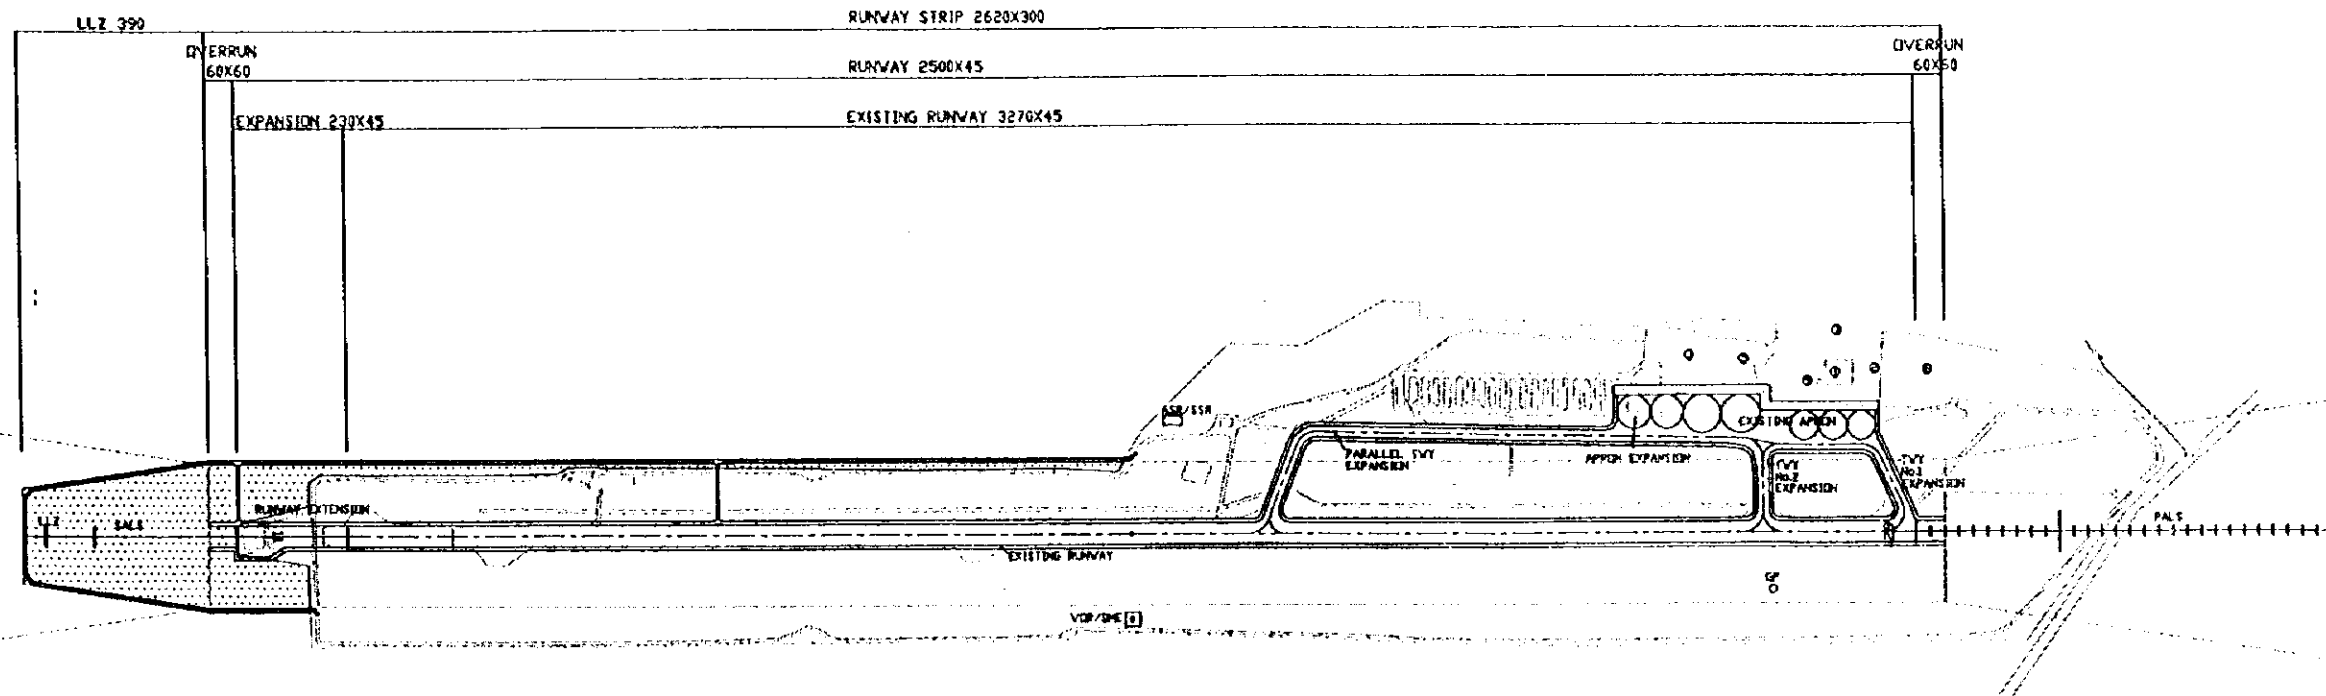 LLZ 390
RUNWAY STRIP 2620X300
OVERRUN
60X60
OVERRUN
60X60
RUNWAY 2500X45
EXPANSION 230X45
EXISTING RUNWAY 3270X45
SSR/SSR
EXISTING APRON
PARALLEL TWY
EXPANSION
APRON EXPANSION
TWY
No.2
EXPANSION
TWY
No.1
EXPANSION
RUNWAY EXTENSION
LLZ
SALS
PALS
EXISTING RUNWAY
GP
VOR/DME